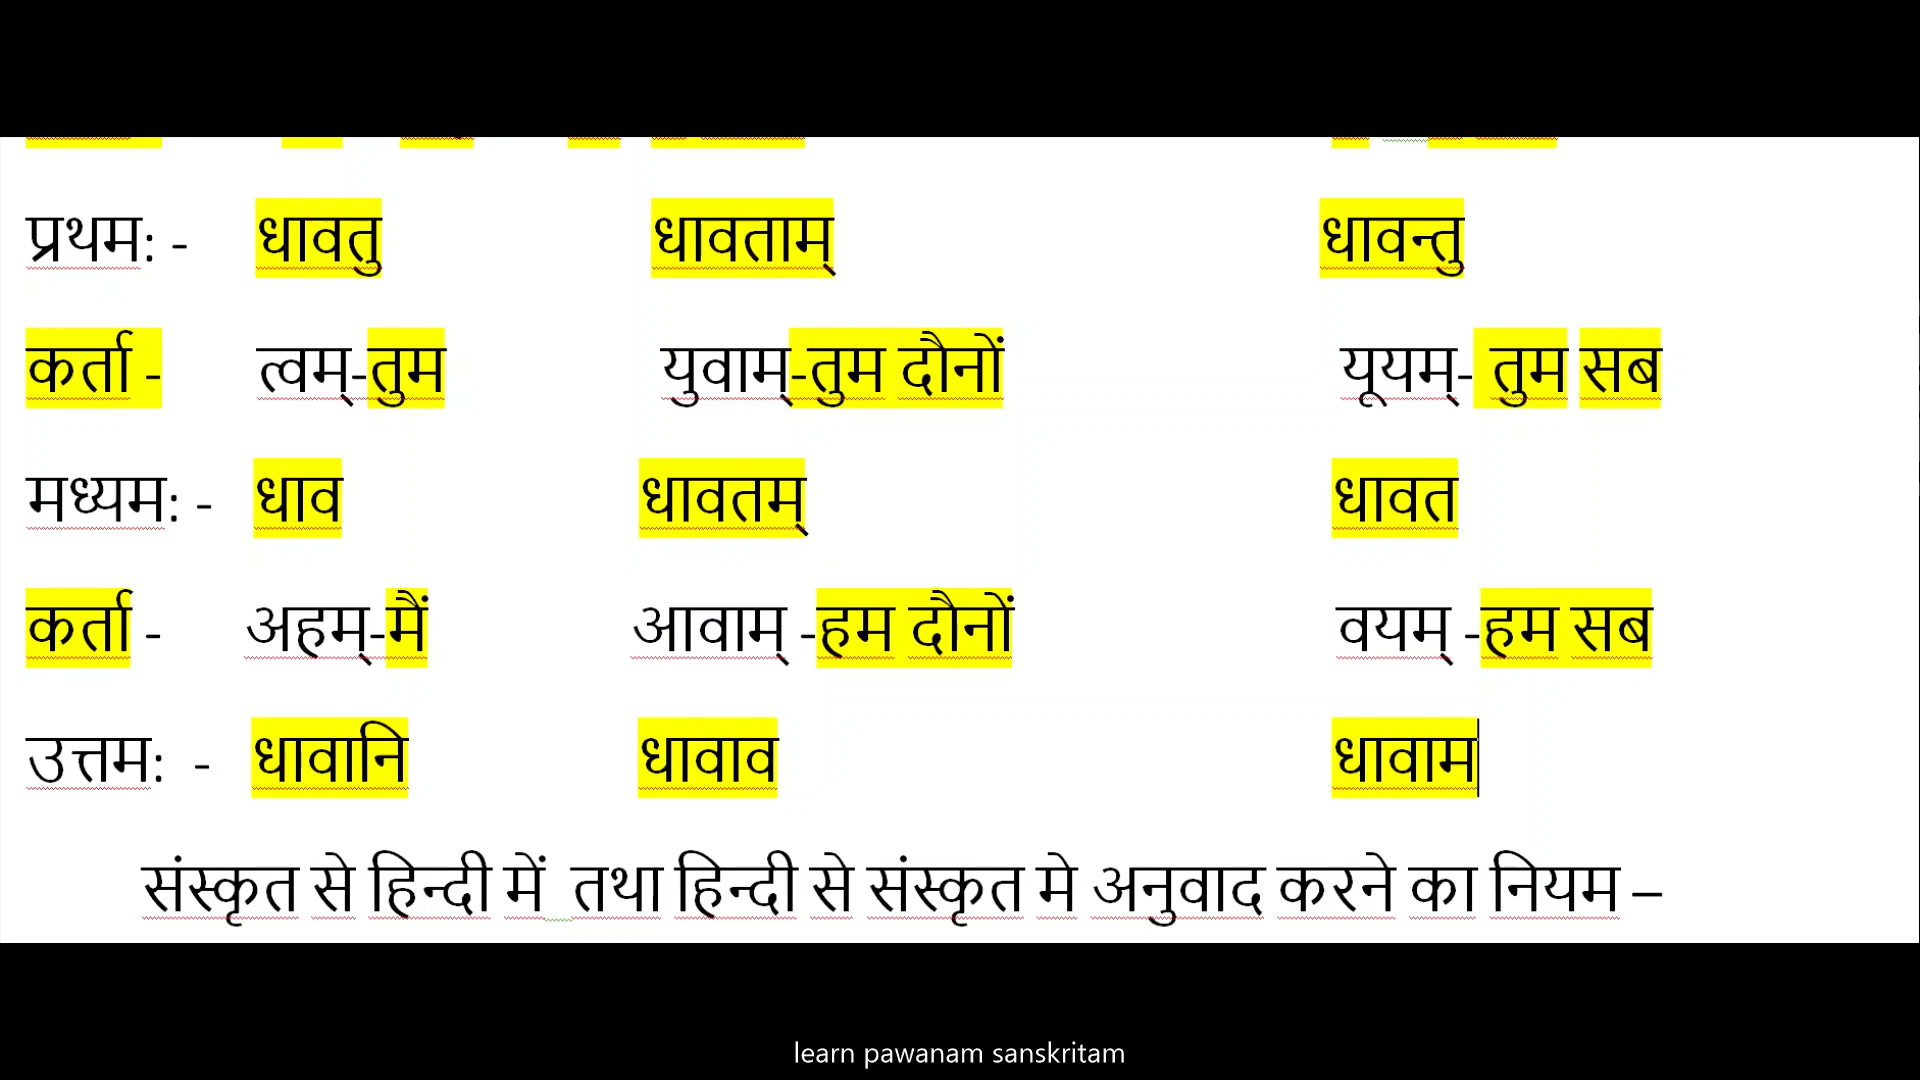 प्रथम: - धावतु धावताम् धावन्तु
कर्ता - त्वम्-तुम युवाम्-तुम दौनों यूयम्- तुम सब
मध्यम: - धाव धावतम् धावत
कर्ता - अहम्-मैं आवाम् -हम दौनों वयम् -हम सब
उत्तम: - धावानि धावाव धावाम
संस्कृत से हिन्दी में तथा हिन्दी से संस्कृत मे अनुवाद करने का नियम –
learn pawanam sanskritam